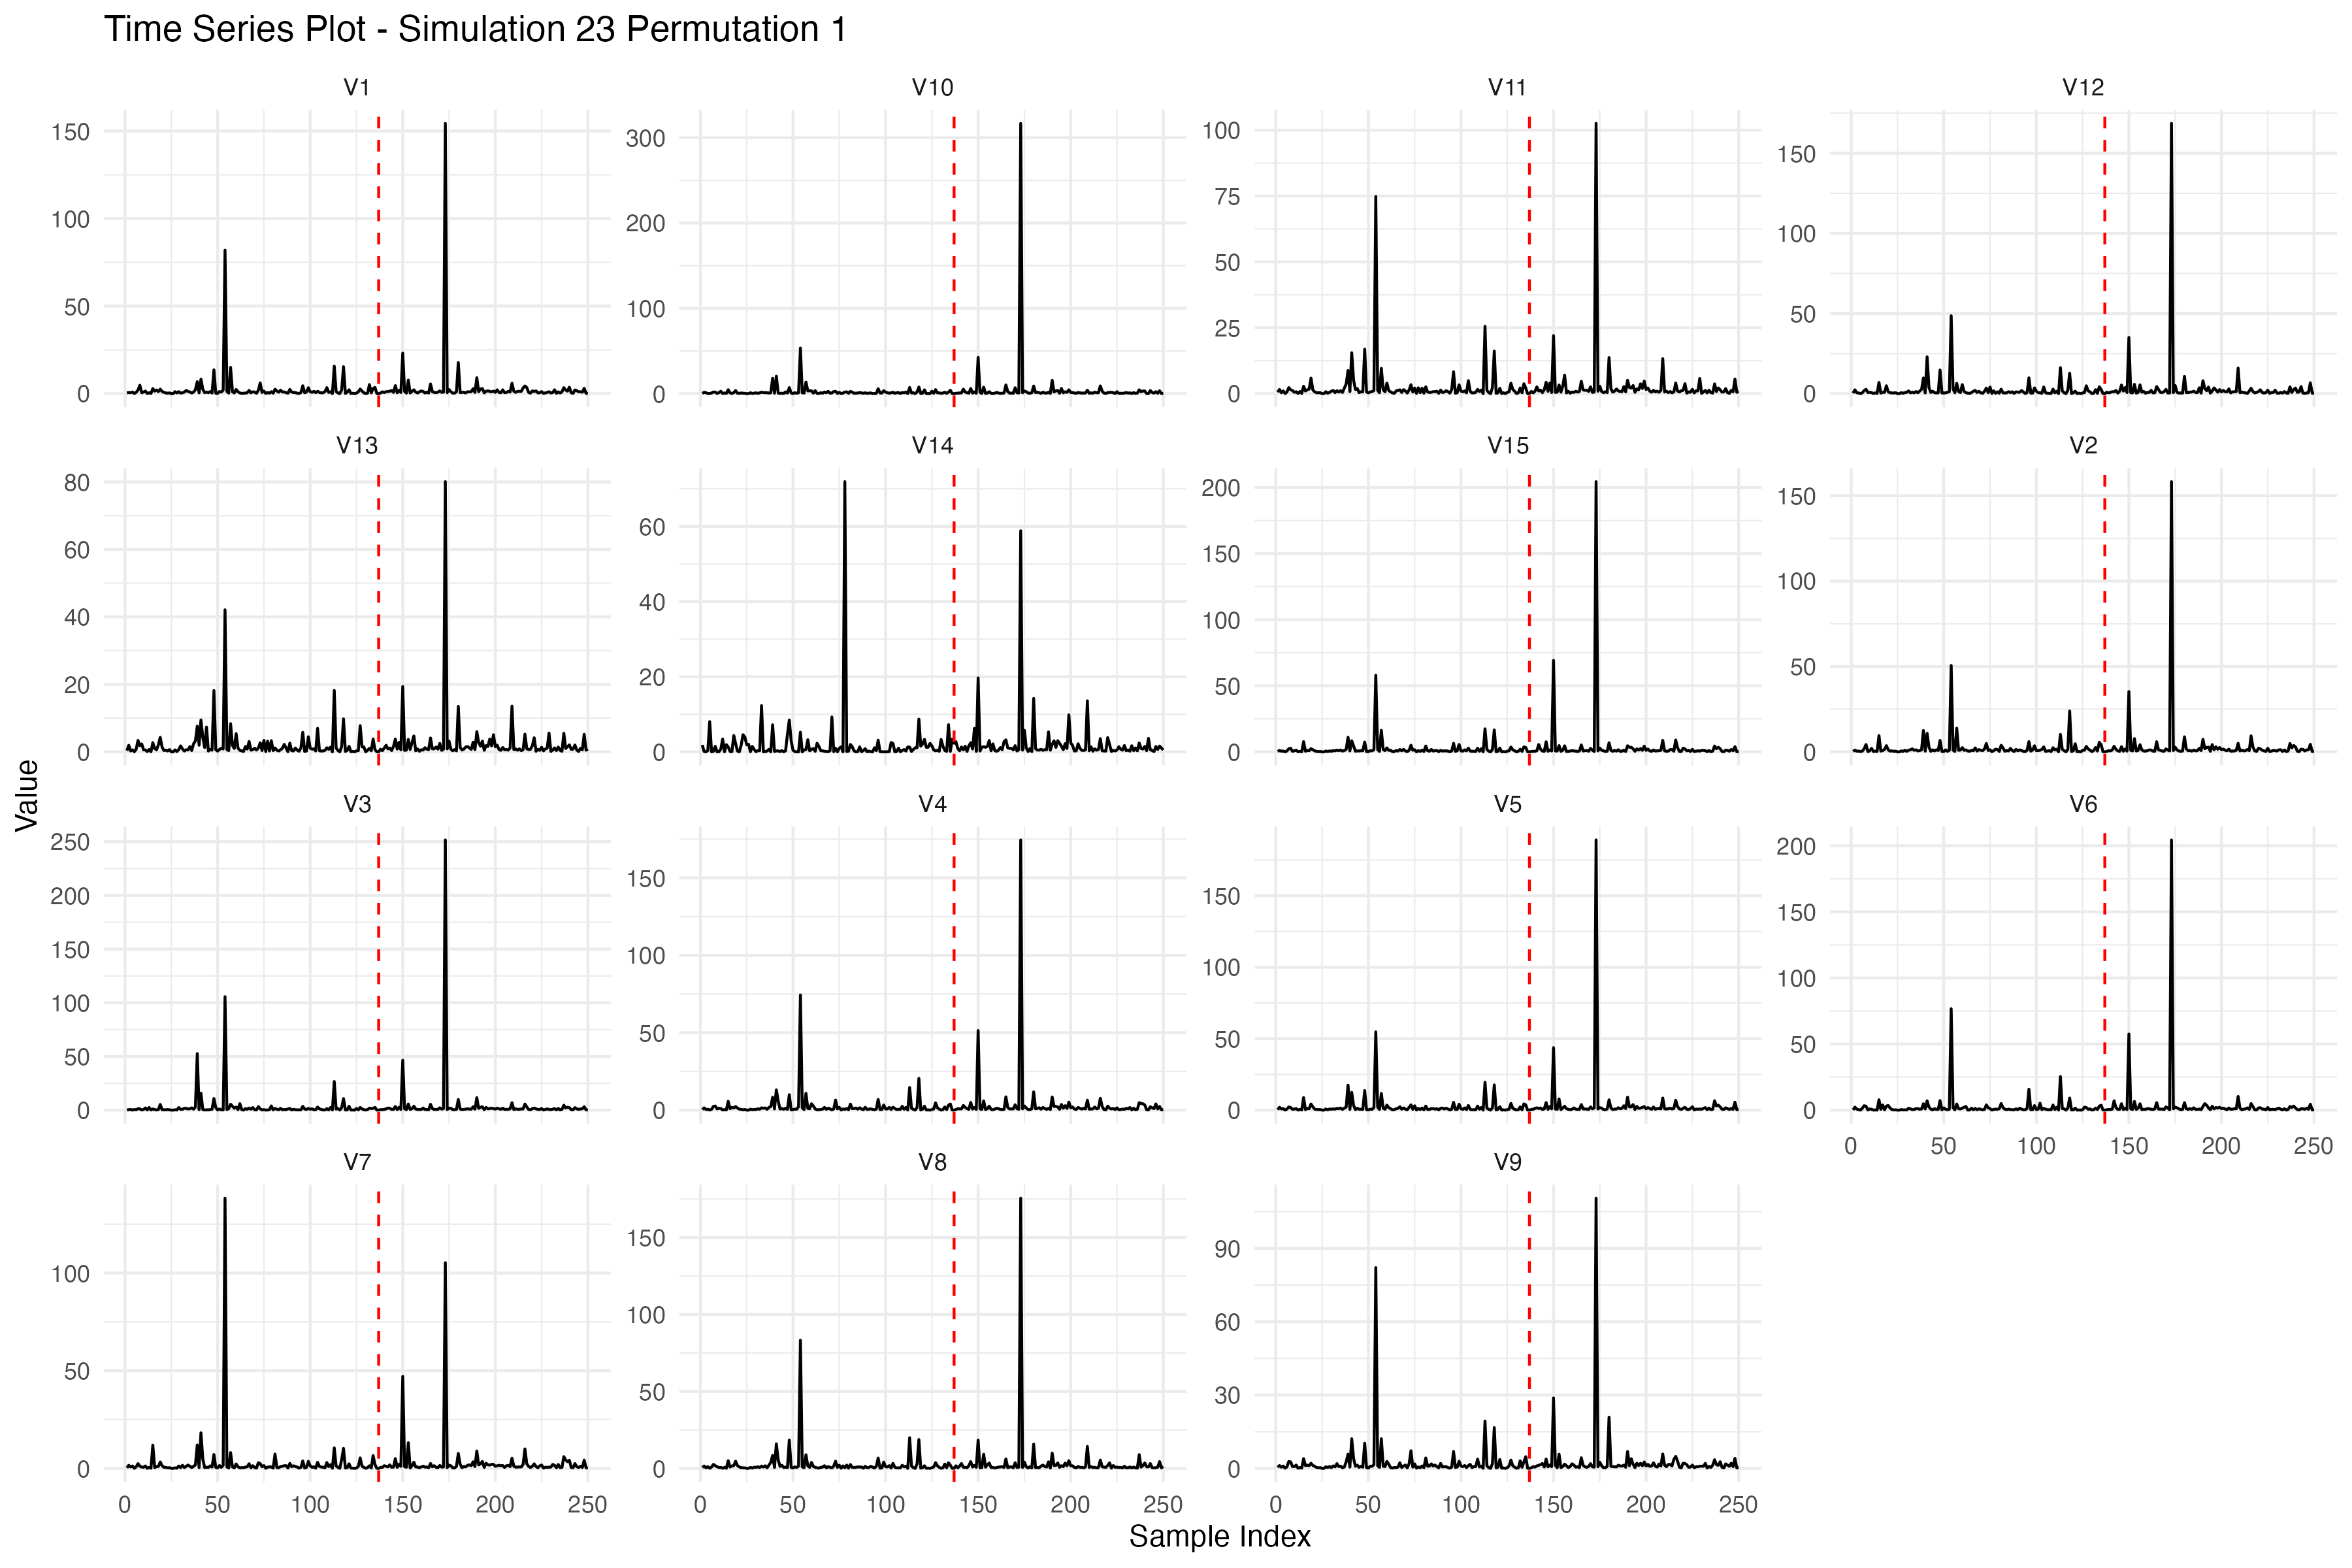 Time Series Plot - Simulation 23 Permutation 1
V1 V10 V11 V12
150 100 50 0
300 200 100 0
100 75 50 25 0
150 100 50 0
V13 V14 V15 V2
80 60 40 20 0
60 40 20 0
200 150 100 50 0
150 100 50 0
Value
V3 V4 V5 V6
250 200 150 100 50 0
150 100 50 0
150 100 50 0
200 150 100 50 0
0 50 100 150 200 250
V7 V8 V9
100 50 0
150 100 50 0
90 60 30 0
0 50 100 150 200 250
0 50 100 150 200 250
0 50 100 150 200 250
Sample Index